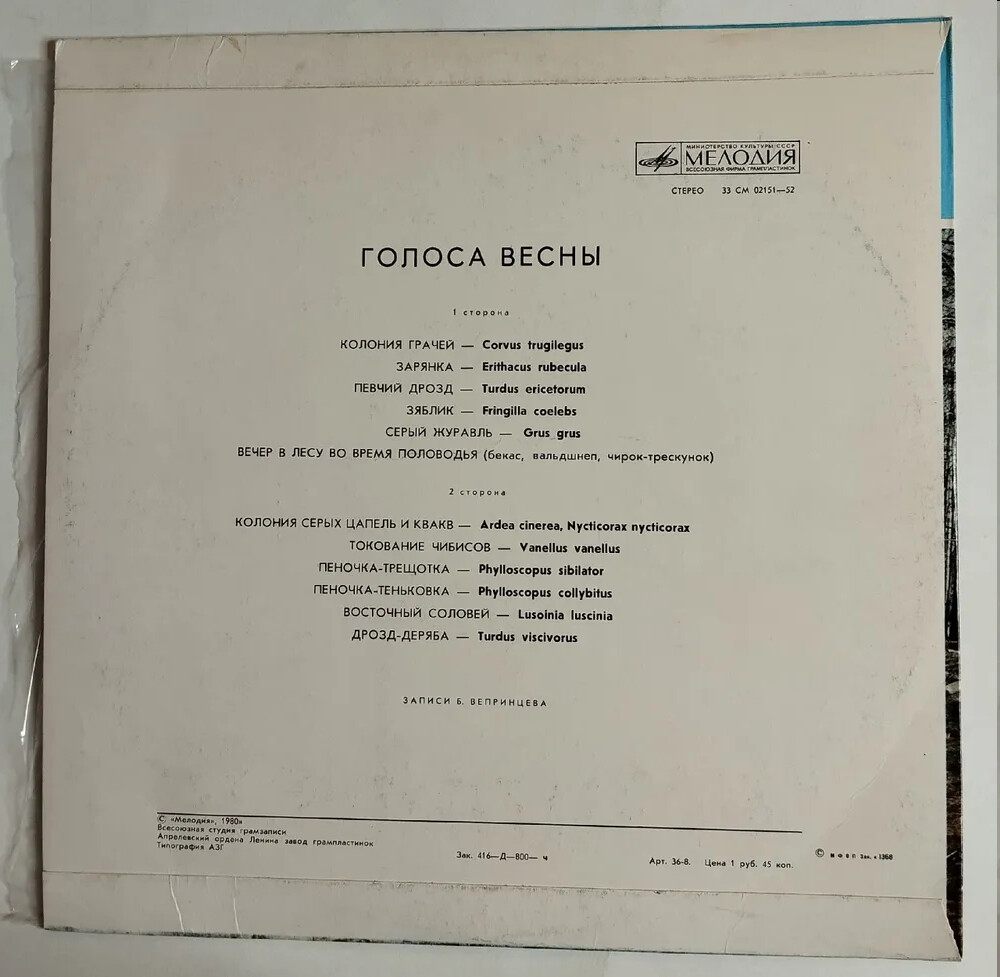 МИНИСТЕРСТВО КУЛЬТУРЫ СССР
МЕЛОДИЯ
ВСЕСОЮЗНАЯ ФИРМА ГРАМПЛАСТИНОК
СТЕРЕО 33 СМ 02151—52
ГОЛОСА ВЕСНЫ
1 сторона
КОЛОНИЯ ГРАЧЕЙ — Corvus trugilegus
ЗАРЯНКА — Erithacus rubecula
ПЕВЧИЙ ДРОЗД — Turdus ericetorum
ЗЯБЛИК — Fringilla coelebs
СЕРЫЙ ЖУРАВЛЬ — Grus grus
ВЕЧЕР В ЛЕСУ ВО ВРЕМЯ ПОЛОВОДЬЯ (бекас, вальдшнеп, чирок-трескунок)
2 сторона
КОЛОНИЯ СЕРЫХ ЦАПЕЛЬ И КВАКВ — Ardea cinerea, Nycticorax nycticorax
ТОКОВАНИЕ ЧИБИСОВ — Vanellus vanellus
ПЕНОЧКА-ТРЕЩОТКА — Phylloscopus sibilator
ПЕНОЧКА-ТЕНЬКОВКА — Phylloscopus collybitus
ВОСТОЧНЫЙ СОЛОВЕЙ — Lusoinia luscinia
ДРОЗД-ДЕРЯБА — Turdus viscivorus
ЗАПИСИ Б. ВЕПРИНЦЕВА
© «Мелодия», 1980
Всесоюзная студия грамзаписи
Апрелевский ордена Ленина завод грампластинок
Типография АЗГ
Зак. 416—Д—800— ч
Арт. 36-8. Цена 1 руб. 45 коп.
© Зак. 1368